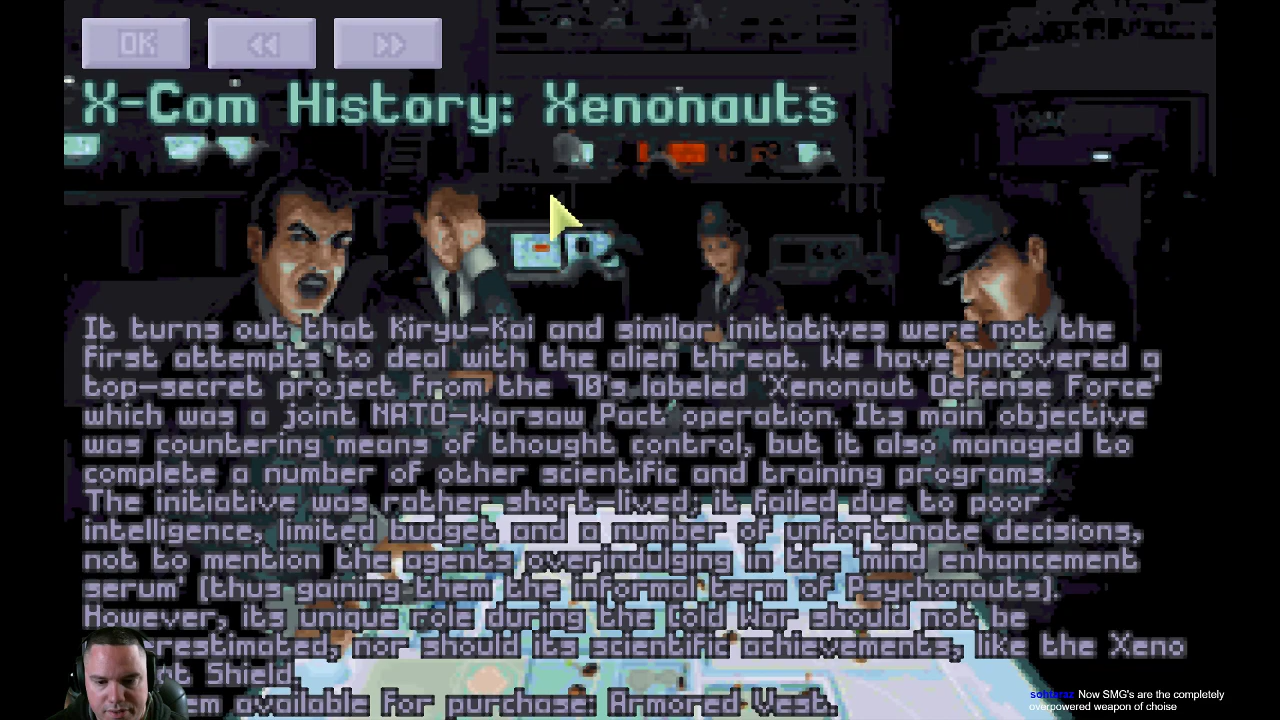 OK
X-Com History: Xenonauts
It turns out that Kiryu-Kai and similar initiatives were not the
first attempts to deal with the alien threat. We have uncovered a
top-secret project from the 70's labeled 'Xenonaut Defense Force'
which was a joint NATO-Warsaw Pact operation. Its main objective
was countering means of thought control, but it also managed to
complete a number of other scientific and training programs.
The initiative was rather short-lived; it failed due to poor
intelligence, limited budget and a number of unfortunate decisions,
not to mention the agents overindulging in the 'mind enhancement
serum' (thus gaining them the informal term of Psychonauts).
However, its unique role during the Cold War should not be
restimated, nor should its scientific achievements, like the Xeno
nt Shield.
em available for purchase: Armored Vest.
sohtaraz Now SMG's are the completely
overpowered weapon of choise